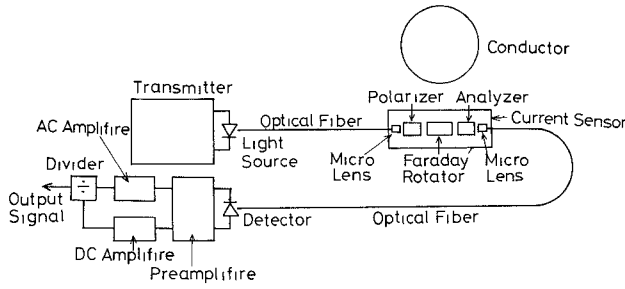 Conductor
Transmitter
Polarizer Analyzer
Optical Fiber
Current Sensor
AC Amplifire
Light
Source
Micro
Lens
Faraday
Rotator
Micro
Lens
Divider
÷
Output
Signal
Detector
Optical Fiber
DC Amplifire
Preamplifire